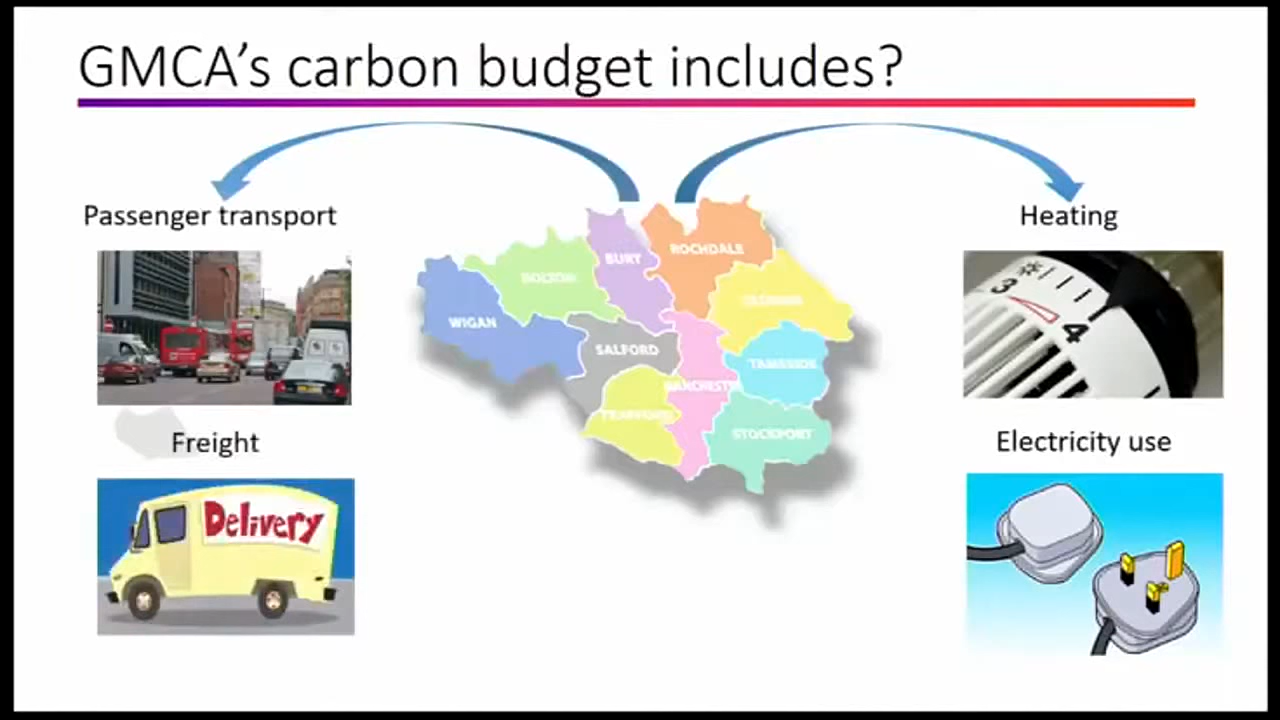 GMCA's carbon budget includes?
Passenger transport
Heating
ROCHDALE
BURY
BOLTON
OLDHAM
WIGAN
SALFORD
TAMESIDE
MANCHESTER
TRAFFORD
STOCKPORT
3
4
Freight
Electricity use
Delivery